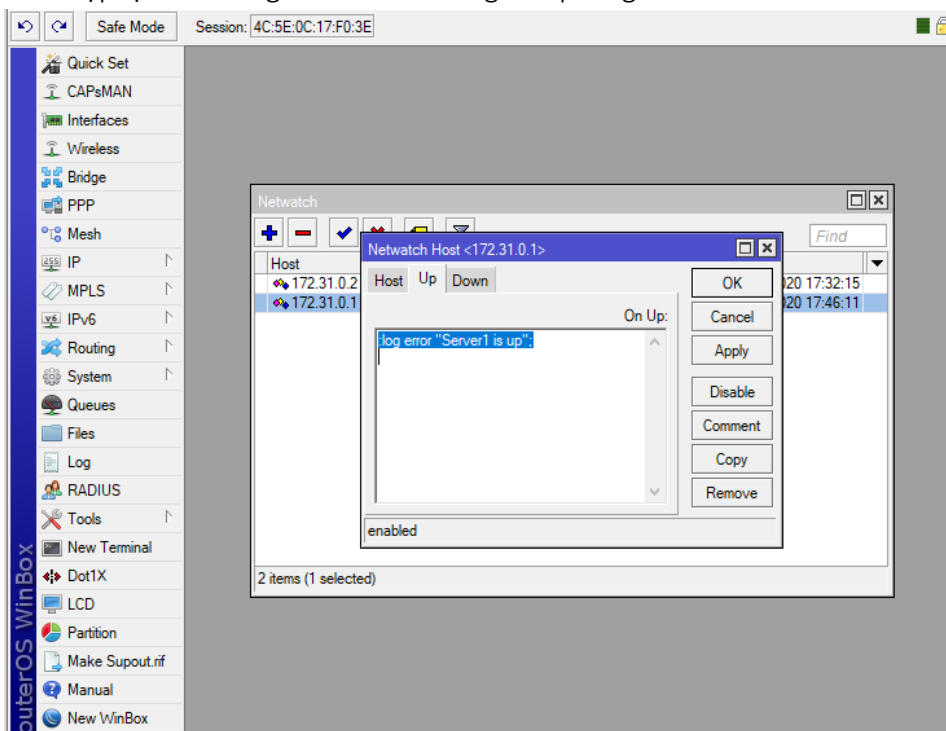 Safe Mode
Session: 4C:5E:0C:17:F0:3E
Quick Set
CAPsMAN
Interfaces
Wireless
Bridge
PPP
Mesh
IP
MPLS
IPv6
Routing
System
Queues
Files
Log
RADIUS
Tools
New Terminal
Dot1X
LCD
Partition
Make Supout.rif
Manual
New WinBox
outerOS WinBox
Netwatch
Find
Host
172.31.0.2
020 17:32:15
172.31.0.1
020 17:46:11
2 items (1 selected)
Netwatch Host <172.31.0.1>
Host Up Down
On Up:
:log error "Server1 is up";
OK
Cancel
Apply
Disable
Comment
Copy
Remove
enabled